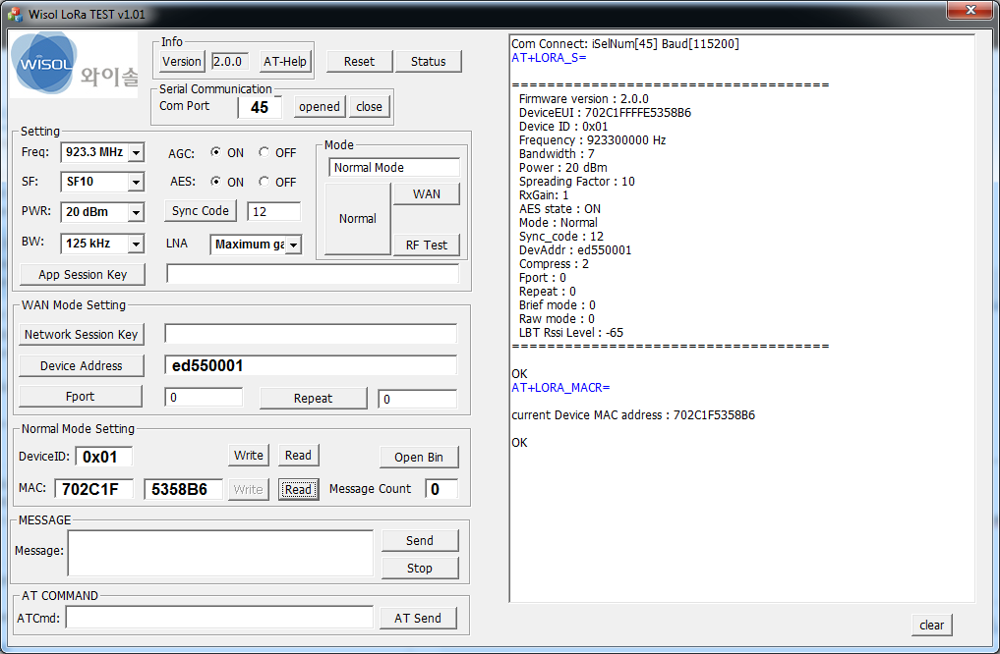 Wisol LoRa TEST v1.01
WISOL 와이솔
Info
Version 2.0.0 AT-Help Reset Status
Serial Communication
Com Port 45 opened close
Setting
Freq: 923.3 MHz AGC: ON OFF
SF: SF10 AES: ON OFF
PWR: 20 dBm Sync Code 12
BW: 125 kHz LNA Maximum ga
App Session Key
Mode
Normal Mode
Normal WAN
RF Test
WAN Mode Setting
Network Session Key
Device Address ed550001
Fport 0 Repeat 0
Normal Mode Setting
DeviceID: 0x01 Write Read Open Bin
MAC: 702C1F 5358B6 Write Read Message Count 0
MESSAGE
Message: Send
Stop
AT COMMAND
ATCmd: AT Send
Com Connect: iSelNum[45] Baud[115200]
AT+LORA_S=
====================================
Firmware version : 2.0.0
DeviceEUI : 702C1FFFFE5358B6
Device ID : 0x01
Frequency : 923300000 Hz
Bandwidth : 7
Power : 20 dBm
Spreading Factor : 10
RxGain: 1
AES state : ON
Mode : Normal
Sync_code : 12
DevAddr : ed550001
Compress : 2
Fport : 0
Repeat : 0
Brief mode : 0
Raw mode : 0
LBT Rssi Level : -65
====================================
OK
AT+LORA_MACR=
current Device MAC address : 702C1F5358B6
OK
clear